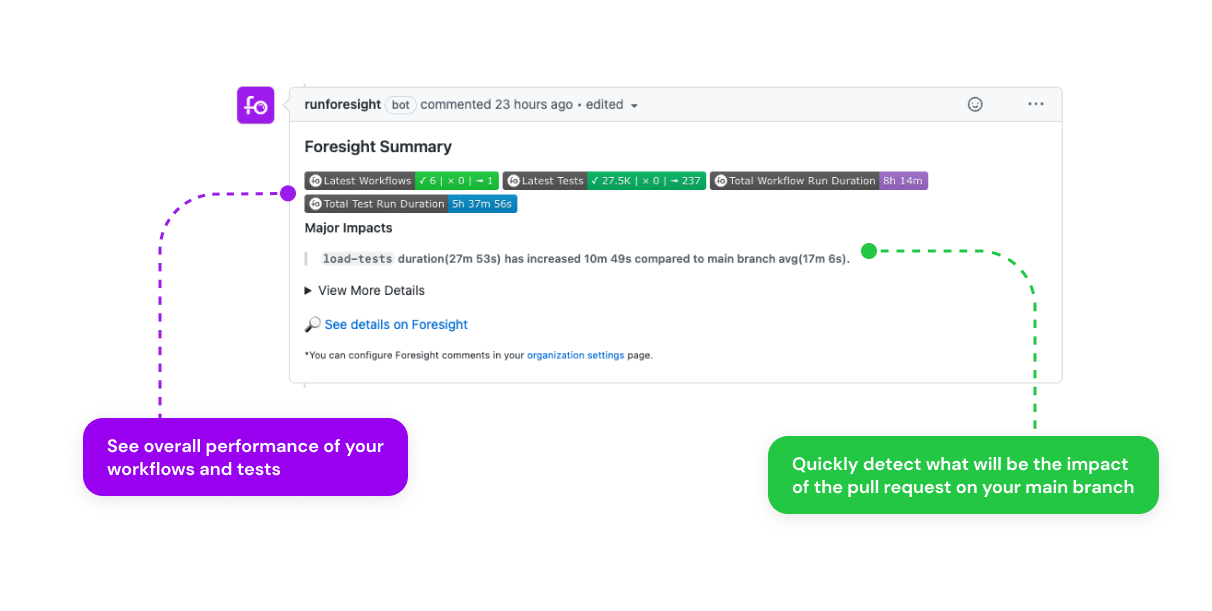 fo
runforesight bot commented 23 hours ago • edited
Foresight Summary
fo Latest Workflows ✓ 6 | × 0 | ➟ 1 fo Latest Tests ✓ 27.5K | × 0 | ➟ 237 fo Total Workflow Run Duration 8h 14m
fo Total Test Run Duration 5h 37m 56s
Major Impacts
load-tests duration(27m 53s) has increased 10m 49s compared to main branch avg(17m 6s).
View More Details
See details on Foresight
*You can configure Foresight comments in your organization settings page.
See overall performance of your
workflows and tests
Quickly detect what will be the impact
of the pull request on your main branch